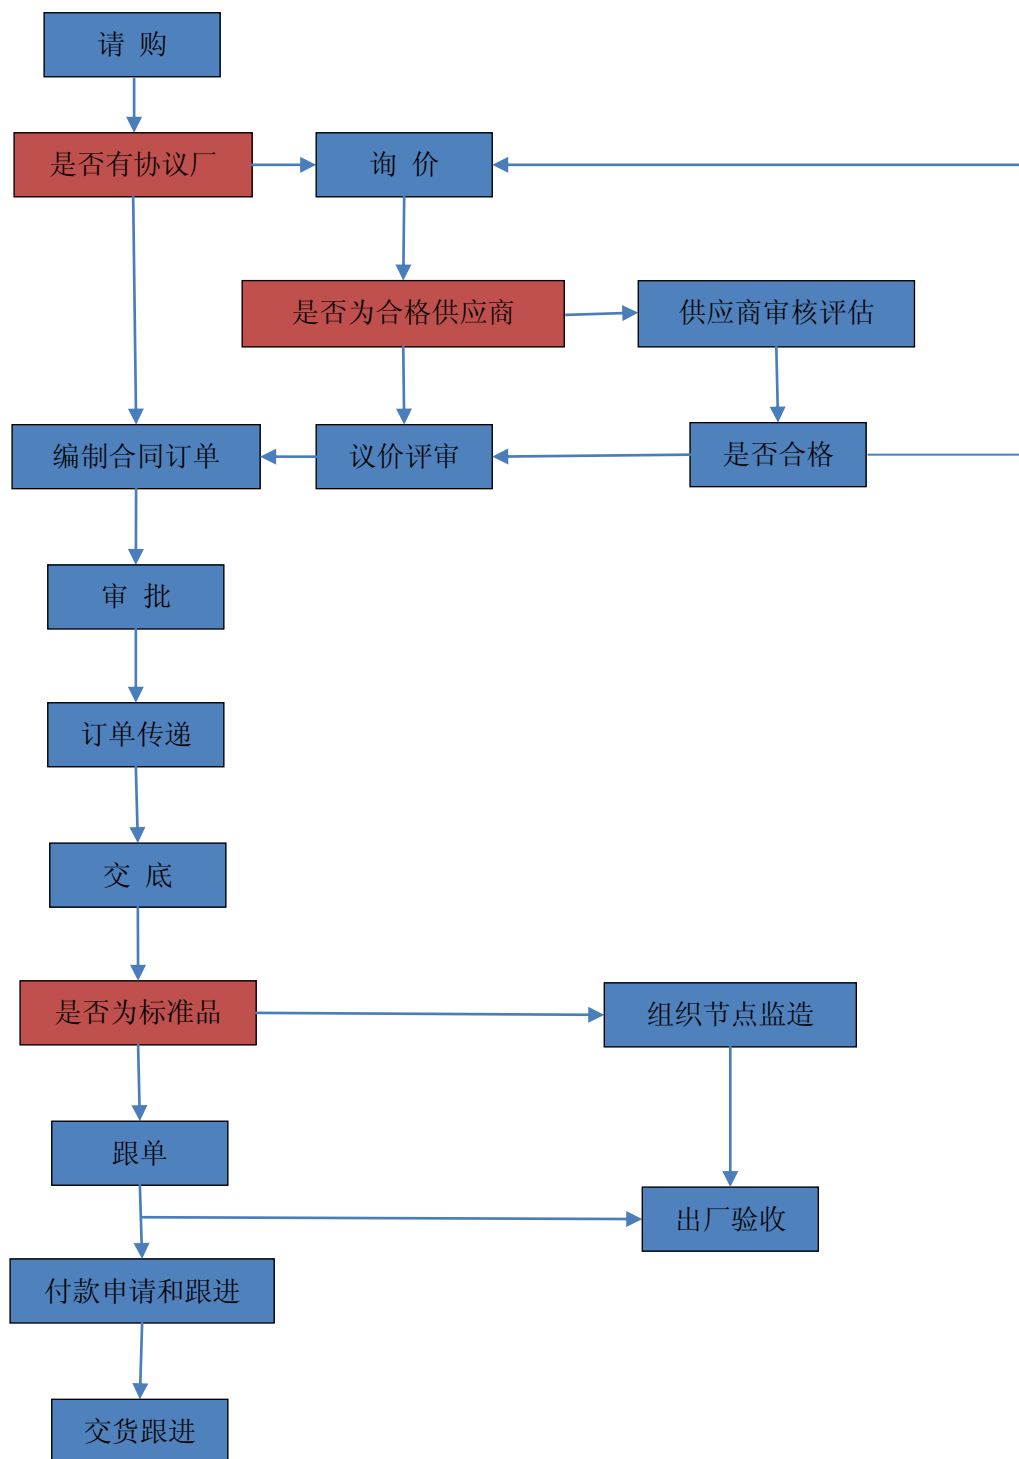 请 购
是否有协议厂
询 价
是否为合格供应商
供应商审核评估
编制合同订单
议价评审
是否合格
审 批
订单传递
交 底
是否为标准品
组织节点监造
跟单
出厂验收
付款申请和跟进
交货跟进